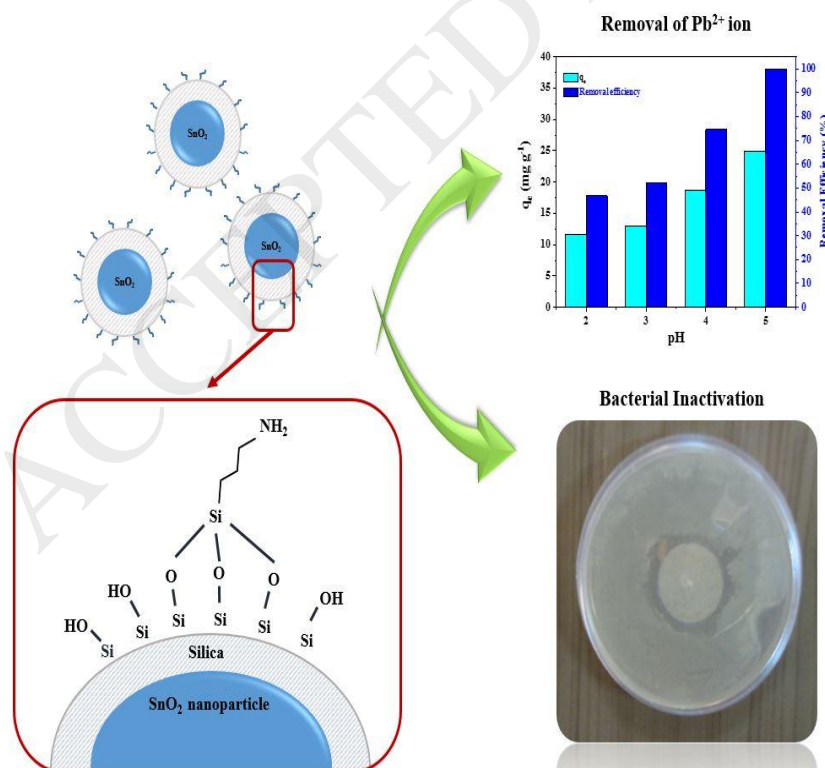 Removal of Pb2+ ion
40
35
30
25
20
15
10
5
0
qe (mg g-1)
qe
Removal efficiency
100
90
80
70
60
50
40
30
20
10
0
Removal Efficiency (%)
2 3 4 5
pH
SnO2
SnO2
SnO2
Bacterial Inactivation
NH2
Si
O O O
HO HO OH
Si Si Si Si Si Si
Silica
SnO2 nanoparticle
ACCEPTED